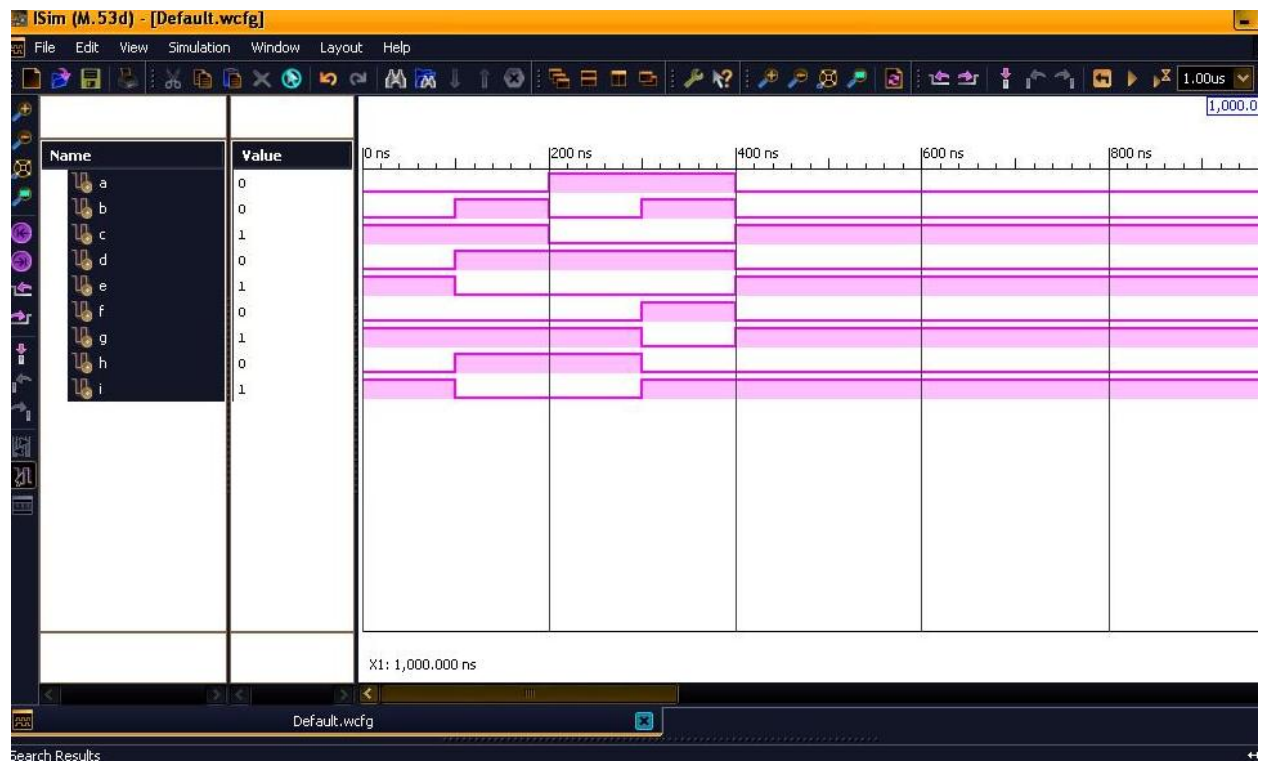 ISim (M.53d) - [Default.wcfg]
File Edit View Simulation Window Layout Help
1.00us
1,000.0
Name Value
0 ns 200 ns 400 ns 600 ns 800 ns
a 0
b 0
c 1
d 0
e 1
f 0
g 1
h 0
i 1
X1: 1,000.000 ns
Default.wcfg
Search Results